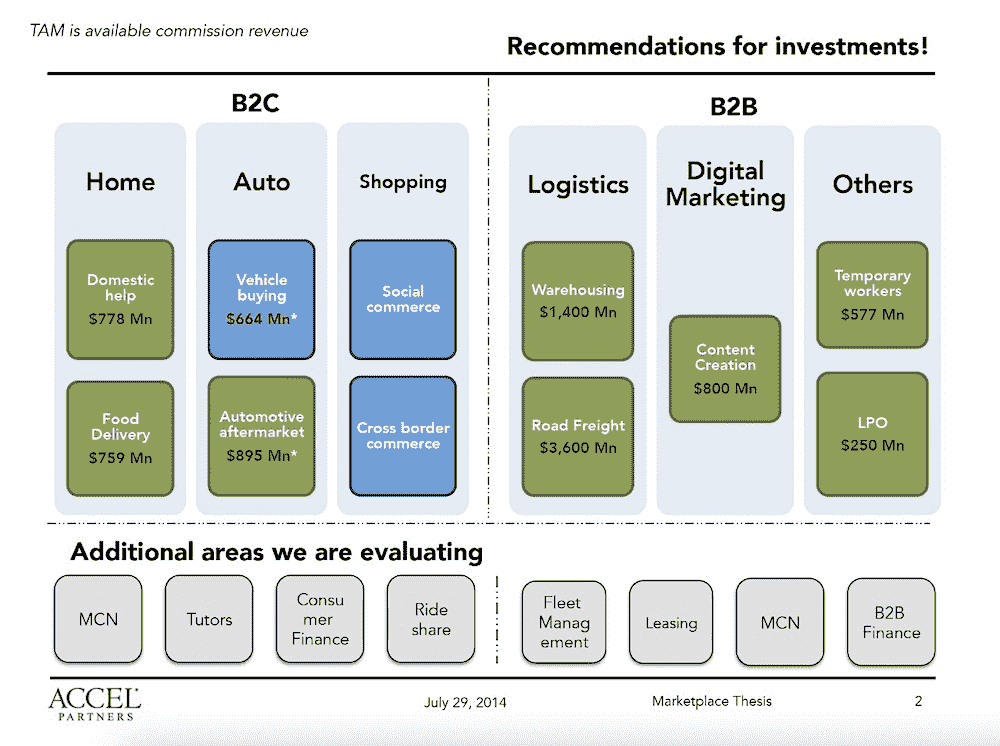 TAM is available commission revenue
Recommendations for investments!
B2C
Home
Auto
Shopping
Domestic
help
$778 Mn
Vehicle
buying
$664 Mn*
Social
commerce
Food
Delivery
$759 Mn
Automotive
aftermarket
$895 Mn*
Cross border
commerce
B2B
Logistics
Digital
Marketing
Others
Warehousing
$1,400 Mn
Content
Creation
$800 Mn
Temporary
workers
$577 Mn
Road Freight
$3,600 Mn
LPO
$250 Mn
Additional areas we are evaluating
MCN
Tutors
Consu
mer
Finance
Ride
share
Fleet
Manag
ement
Leasing
MCN
B2B
Finance
ACCEL
PARTNERS
July 29, 2014
Marketplace Thesis
2